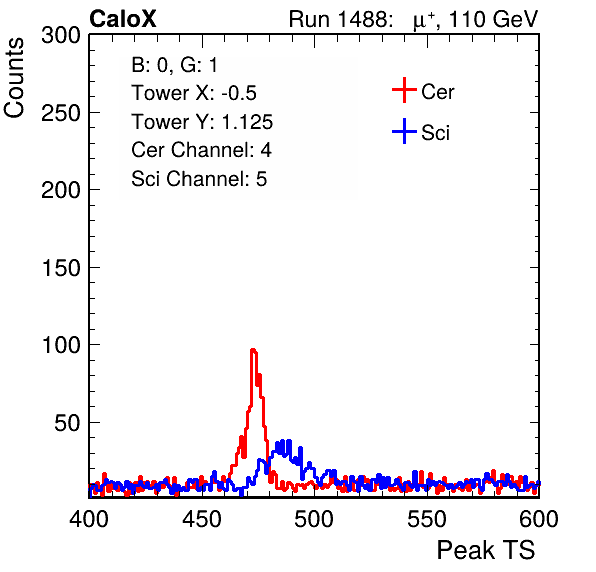 CaloX Run 1488: μ⁺, 110 GeV
Counts
300
250
200
150
100
50
B: 0, G: 1
Tower X: -0.5
Tower Y: 1.125
Cer Channel: 4
Sci Channel: 5
Cer
Sci
400 450 500 550 600
Peak TS